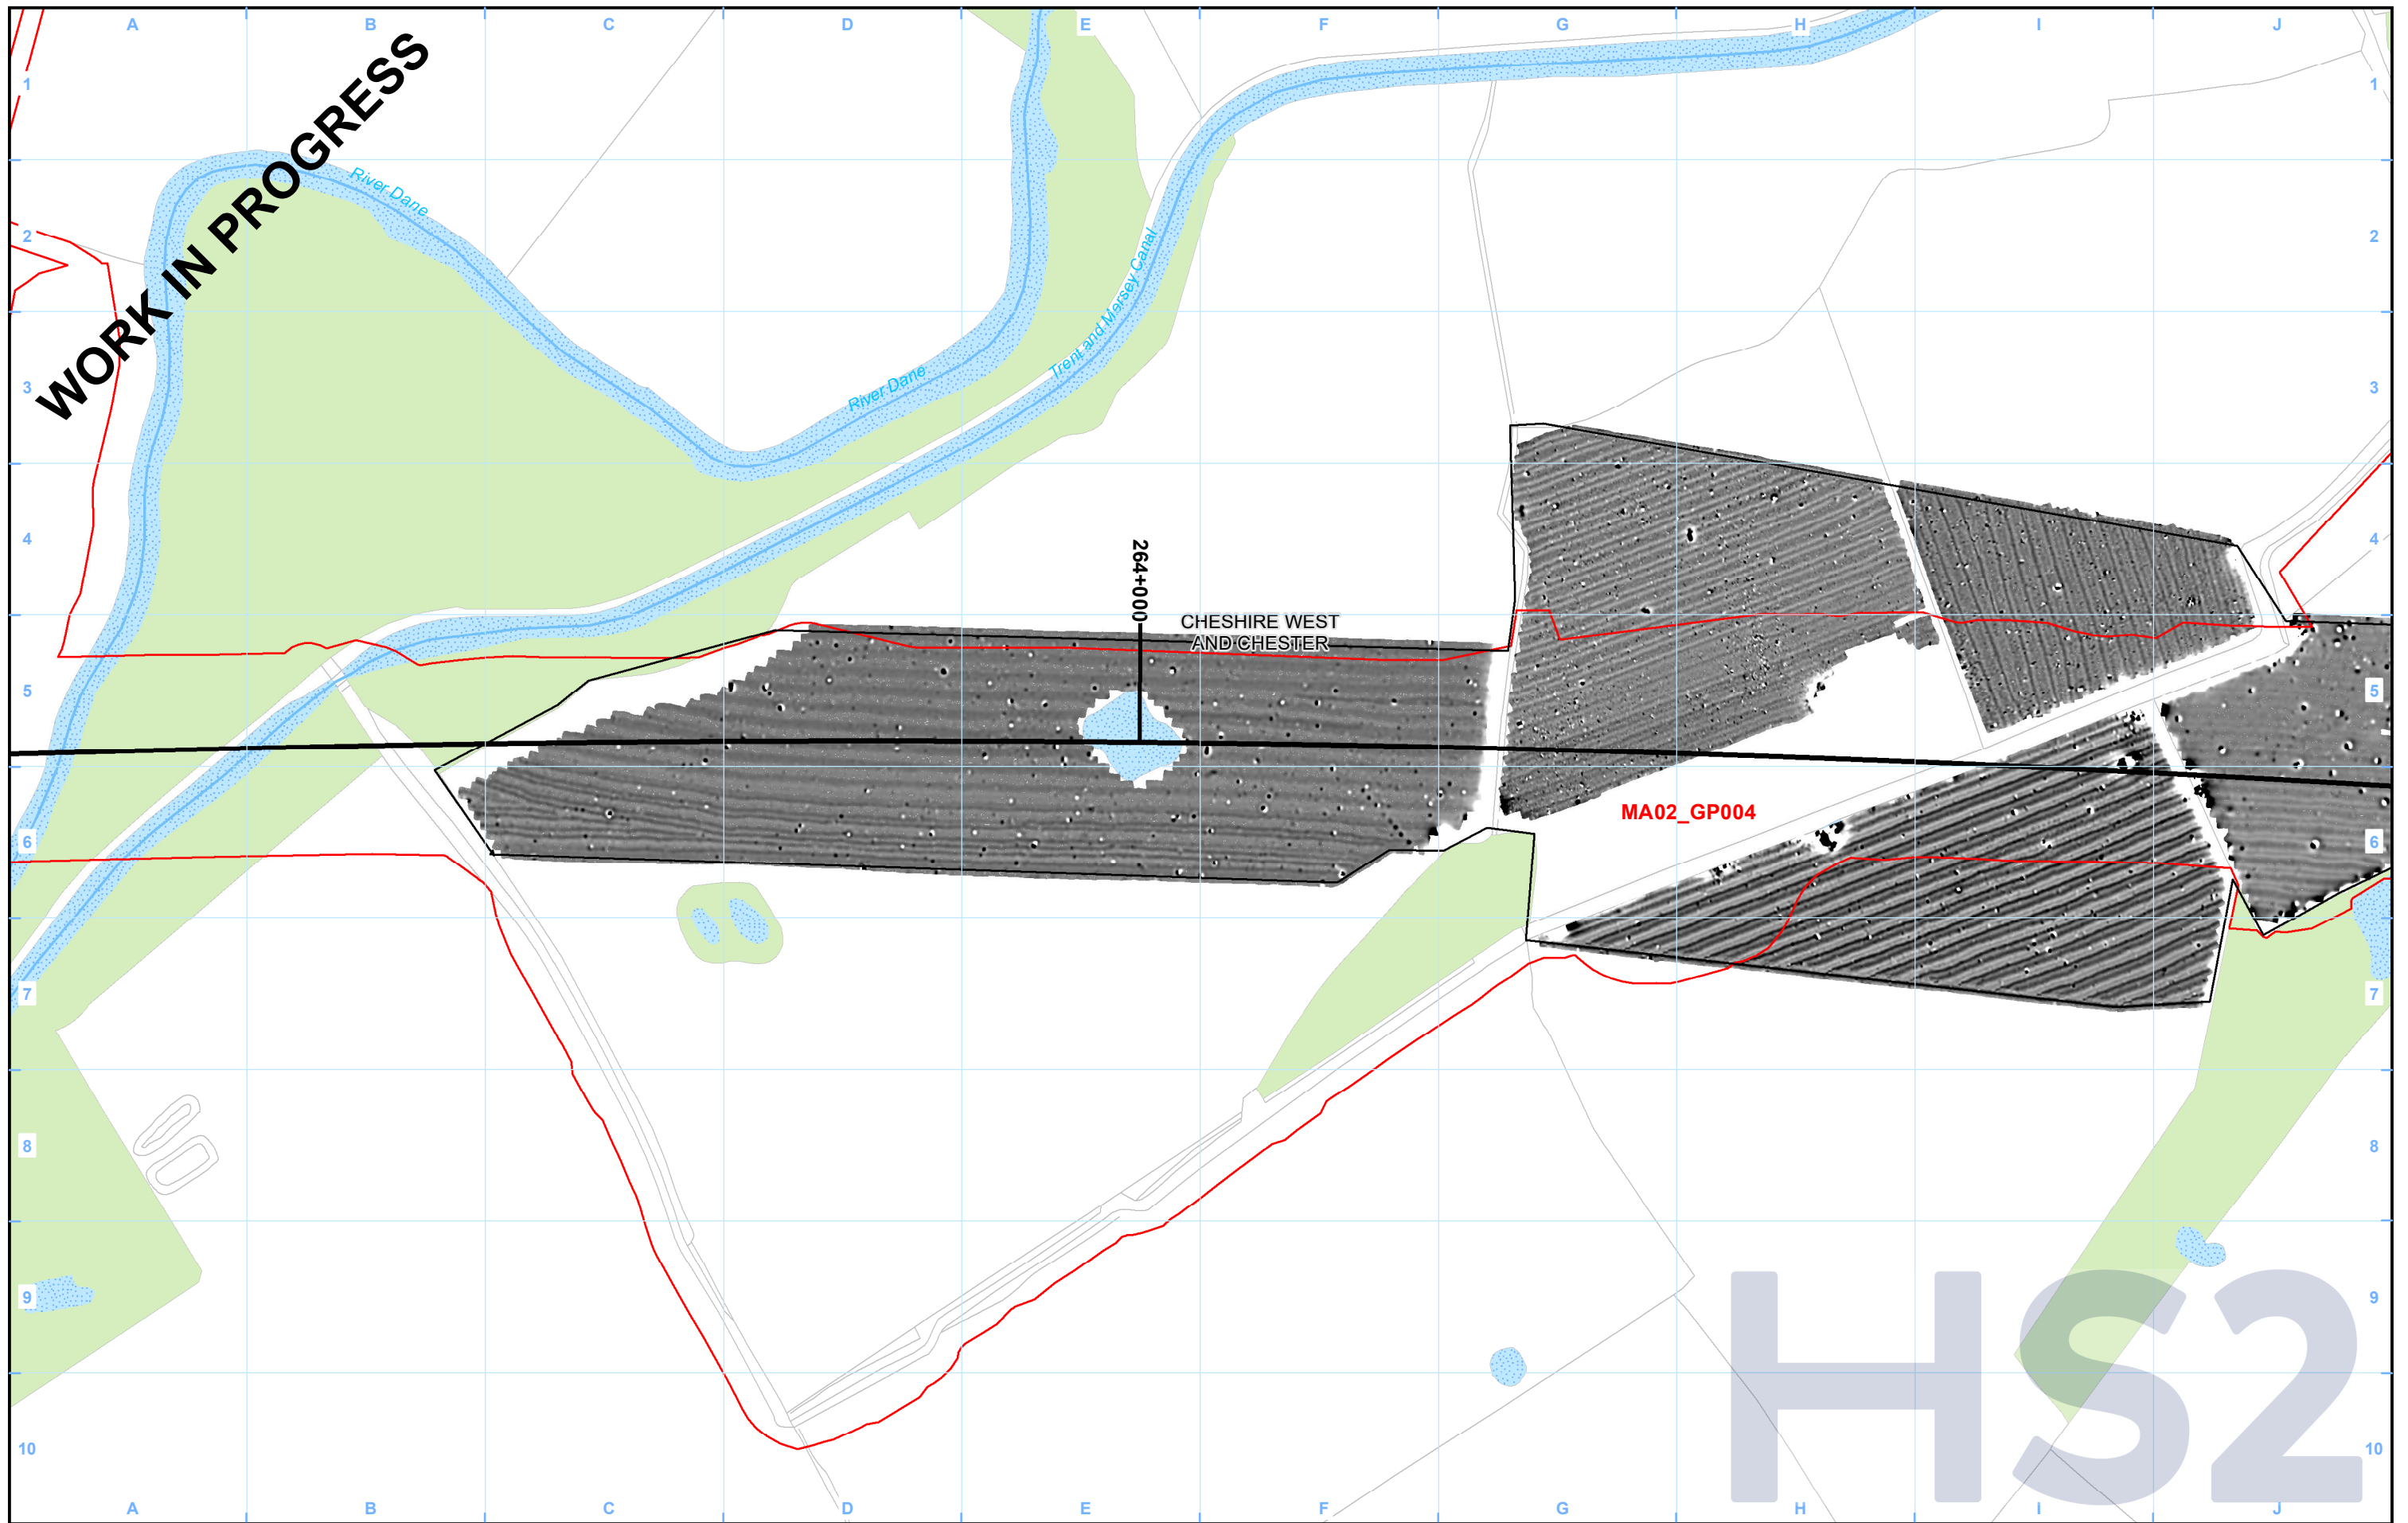 A B C D E F G H I J
1 1
WORK IN PROGRESS
River Dane
2 2
Trent and Mersey Canal
3 3
River Dane
4 4
264+000
CHESHIRE WEST
AND CHESTER
5 5
MA02_GP004
6 6
7 7
8 8
9 9
HS2
10 10
A B C D E F G H I J